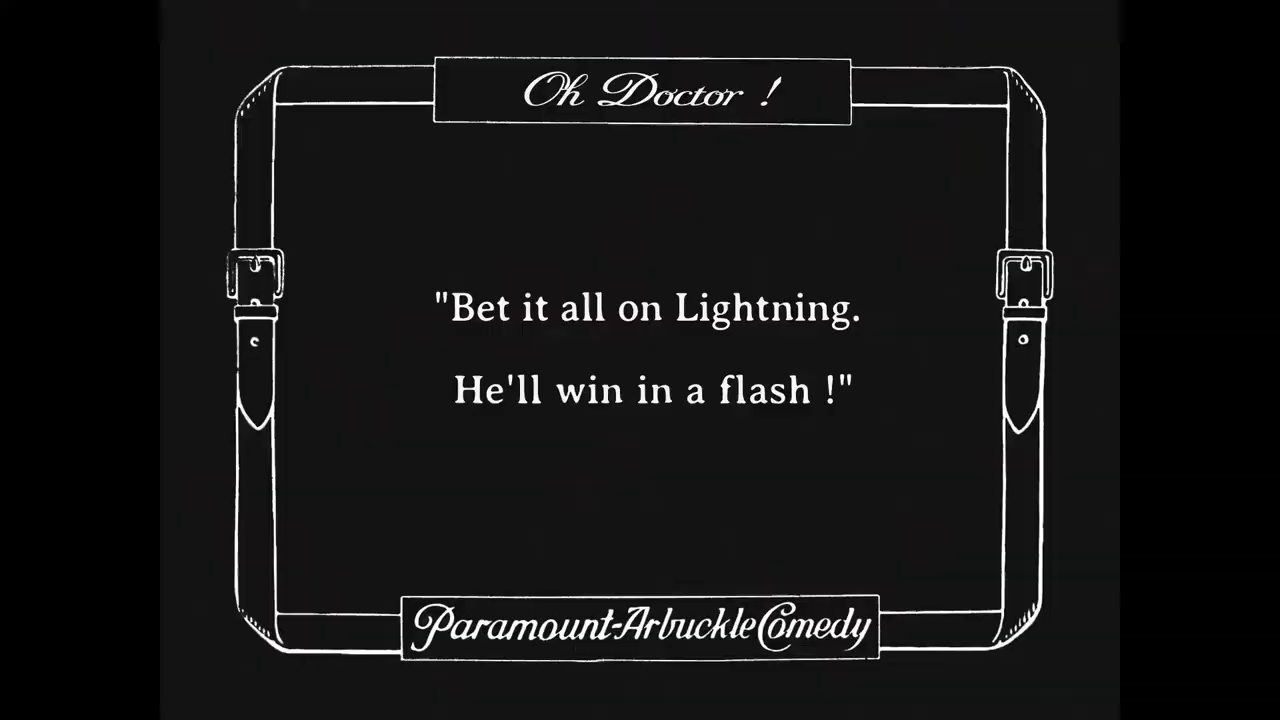 Oh Doctor !
"Bet it all on Lightning.
He'll win in a flash !"
Paramount-Arbuckle Comedy